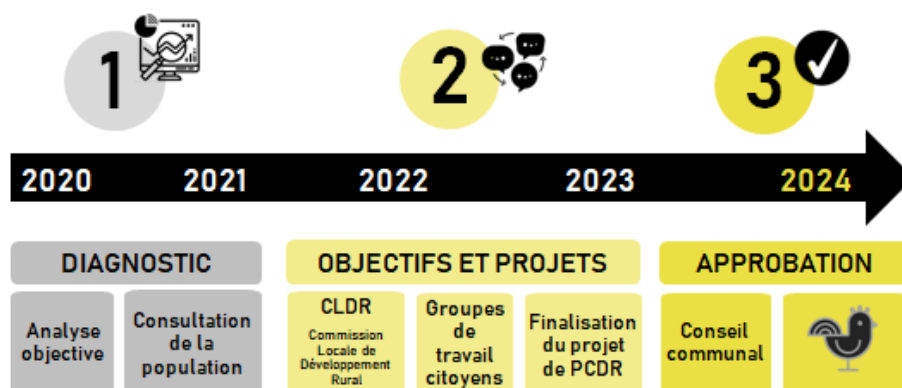 1
2
3
2020 2021 2022 2023 2024
DIAGNOSTIC
OBJECTIFS ET PROJETS
APPROBATION
Analyse
objective
Consultation
de la
population
CLDR
Commission
Locale de
Développement
Rural
Groupes
de
travail
citoyens
Finalisation
du projet
de PCDR
Conseil
communal